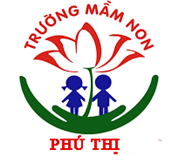 TRƯỜNG MẦM NON
PHÚ THỊ